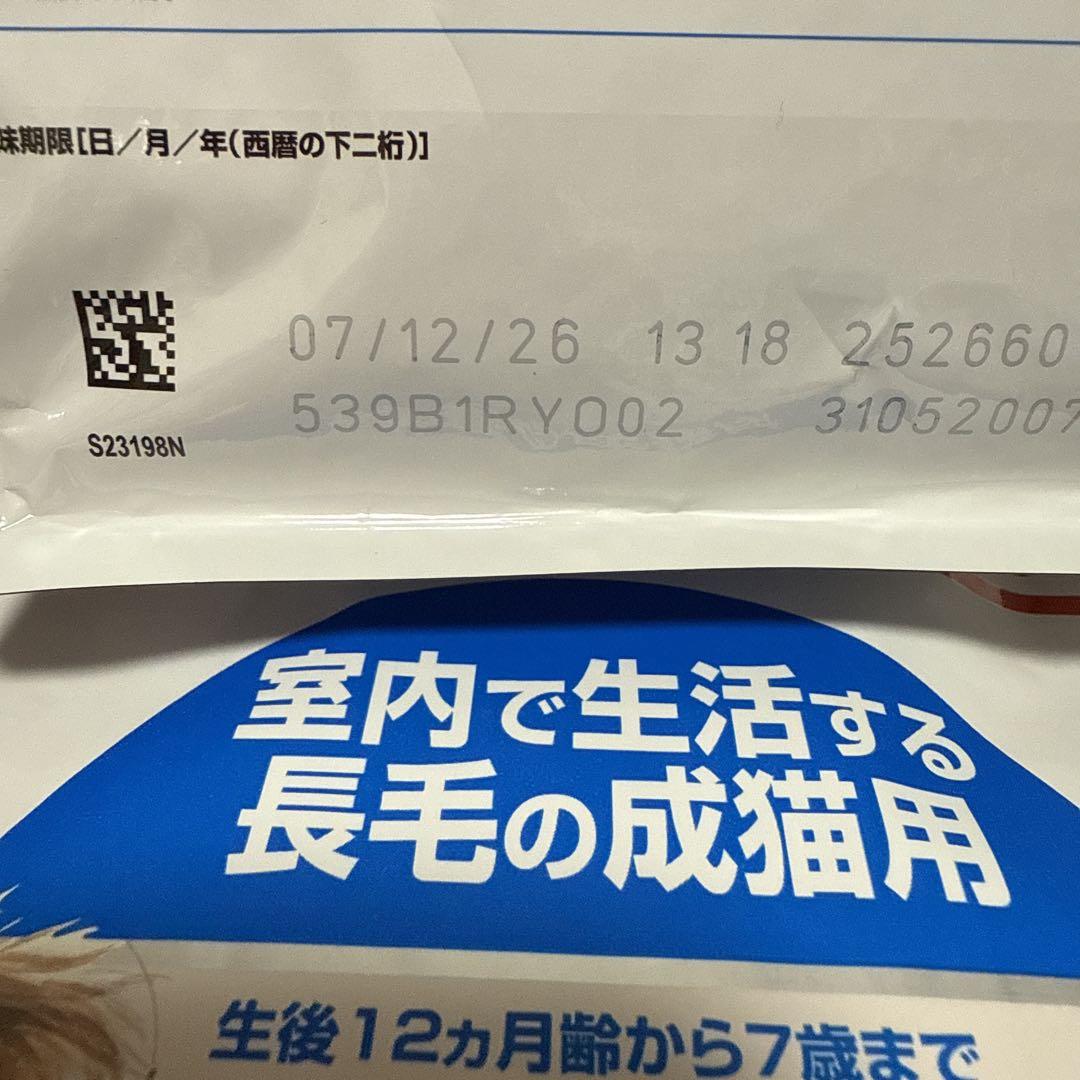 味期限[日/月/年(西暦の下二桁)]
07/12/26 13 18 252660
539B1RY002 31052007
S23198N
室内で生活する
長毛の成猫用
生後12ヵ月齢から7歳まで